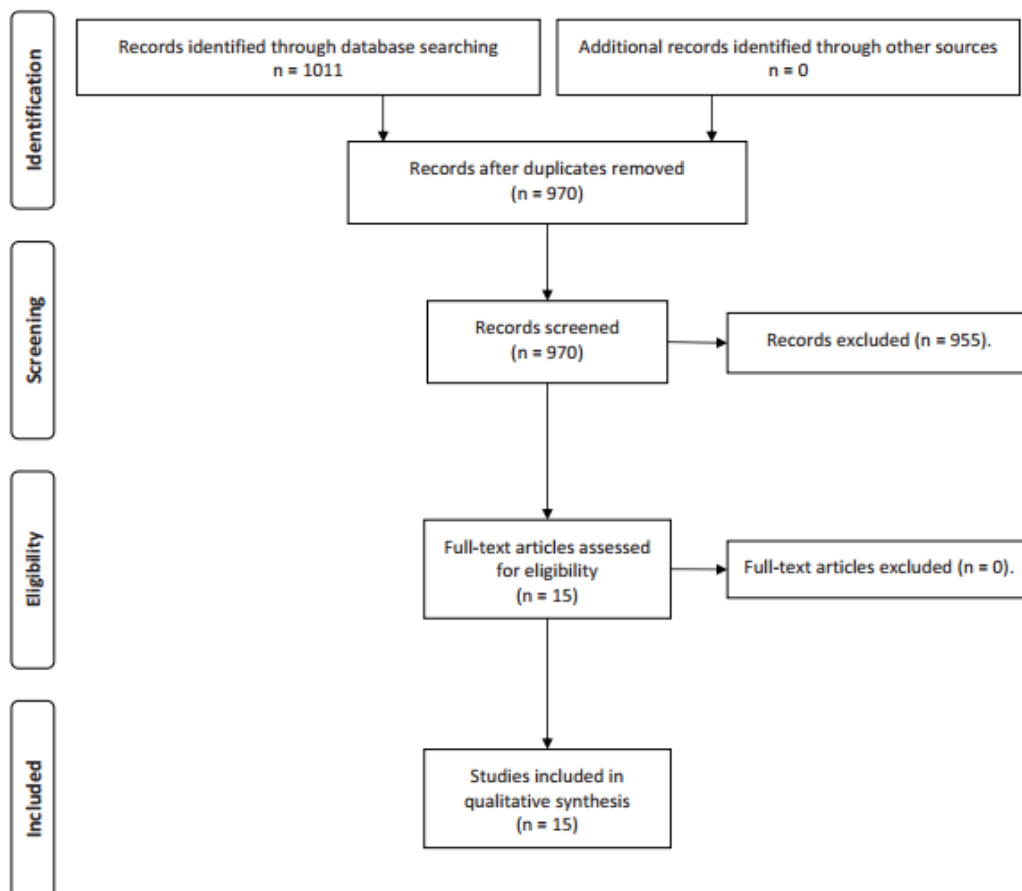 Identification
Records identified through database searching
n = 1011
Additional records identified through other sources
n = 0
Records after duplicates removed
(n = 970)
Screening
Records screened
(n = 970)
Records excluded (n = 955).
Eligibility
Full-text articles assessed
for eligibility
(n = 15)
Full-text articles excluded (n = 0).
Included
Studies included in
qualitative synthesis
(n = 15)